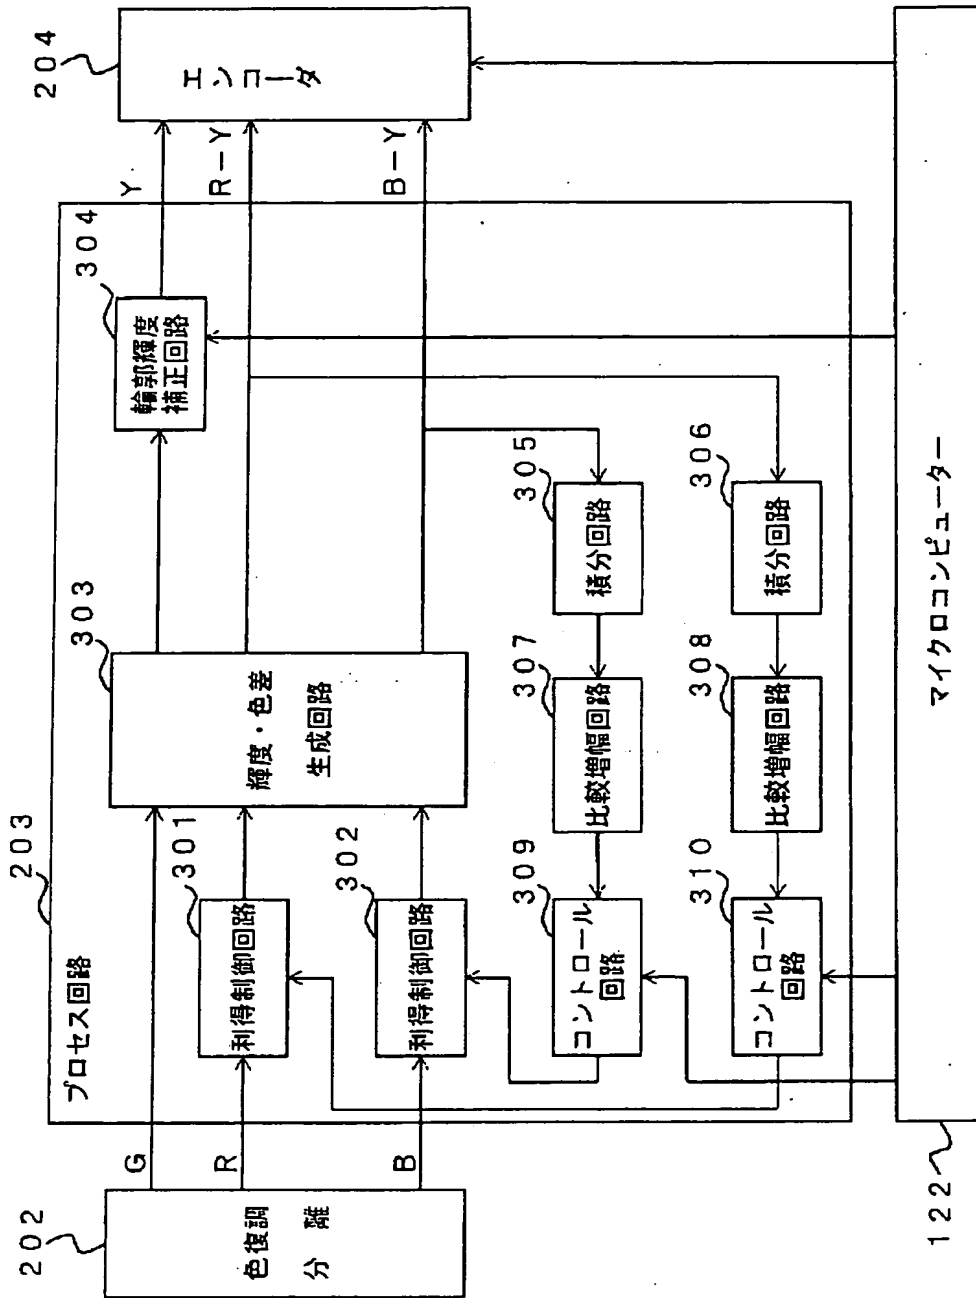 202
色復調
分離
G
R
B
203
プロセス回路
301
利得制御回路
302
利得制御回路
303
輝度・色差
生成回路
304
輪郭輝度
補正回路
Y
R−Y
B−Y
204
エンコーダ
309
コントロール
回路
307
比較増幅回路
305
積分回路
310
コントロール
回路
308
比較増幅回路
306
積分回路
122
マイクロコンピューター